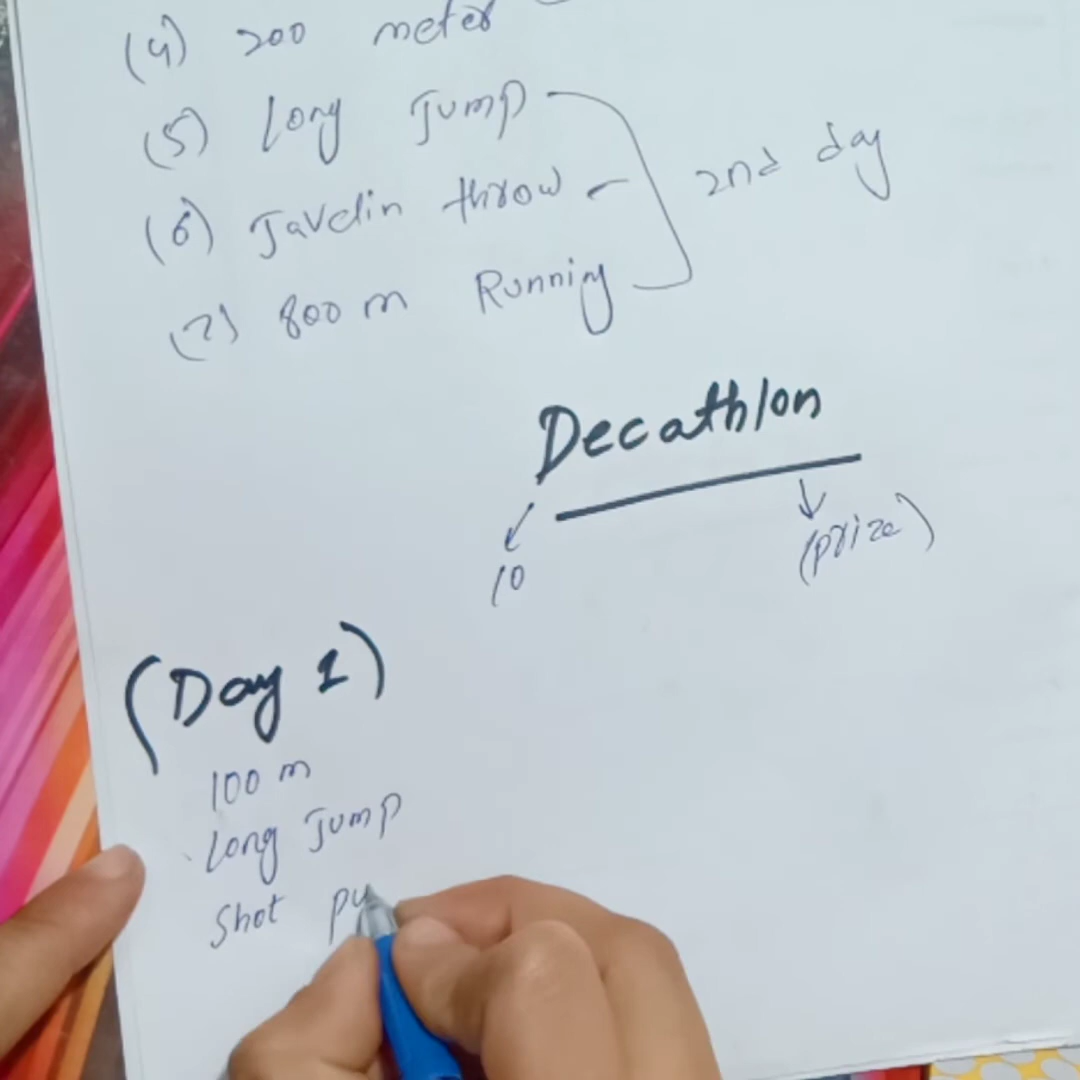 (4) 200 meter
(5) Long Jump
(6) Javelin throw
2nd day
(7) 800 m Running
Decathlon
10
(prize)
(Day 1)
100 m
Long Jump
Shot pu